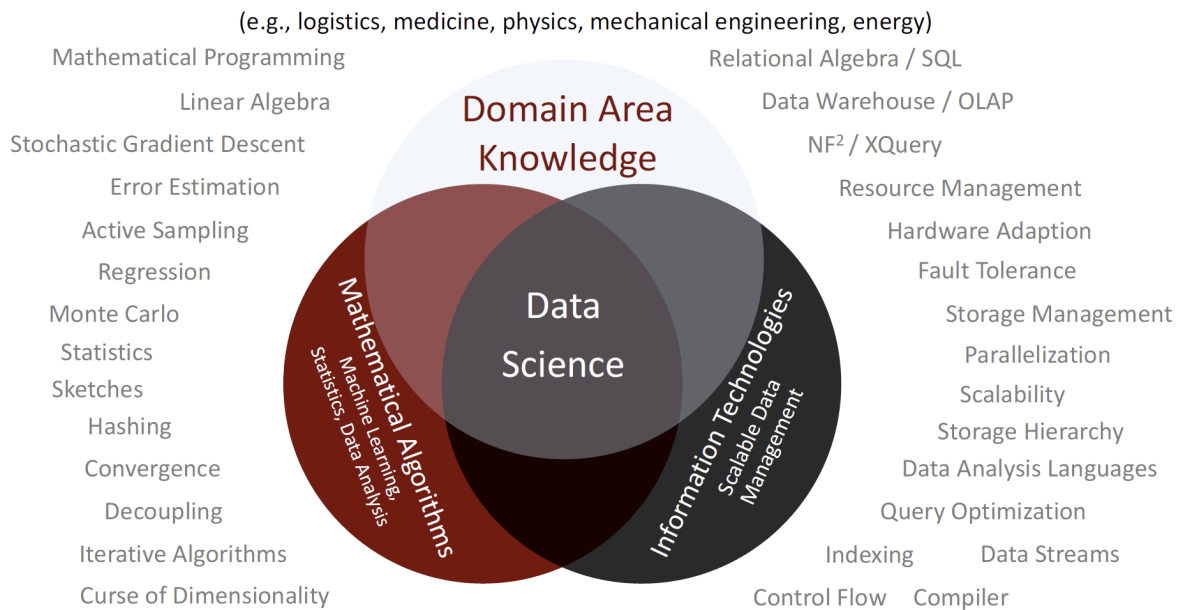 (e.g., logistics, medicine, physics, mechanical engineering, energy)
Mathematical Programming
Linear Algebra
Stochastic Gradient Descent
Error Estimation
Active Sampling
Regression
Monte Carlo
Statistics
Sketches
Hashing
Convergence
Decoupling
Iterative Algorithms
Curse of Dimensionality
Domain Area
Knowledge
Data
Science
Mathematical Algorithms
Machine Learning,
Statistics, Data Analysis
Information Technologies
Scalable Data
Management
Relational Algebra / SQL
Data Warehouse / OLAP
NF² / XQuery
Resource Management
Hardware Adaption
Fault Tolerance
Storage Management
Parallelization
Scalability
Storage Hierarchy
Data Analysis Languages
Query Optimization
Indexing Data Streams
Control Flow Compiler